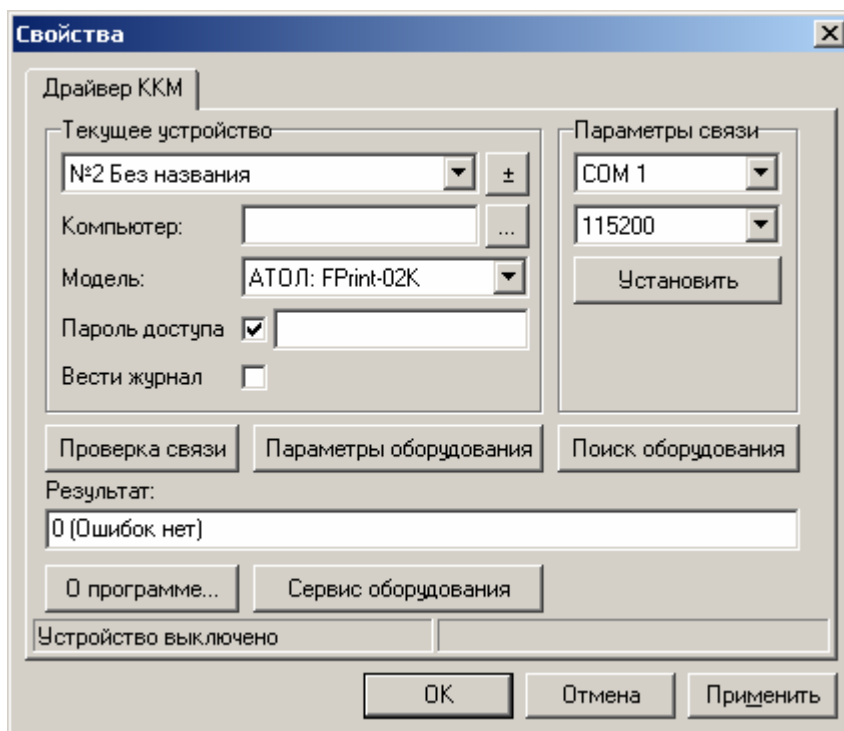 Свойства
Драйвер ККМ
Текущее устройство
Параметры связи
№2 Без названия
±
COM 1
Компьютер:
...
115200
Модель:
АТОЛ: FPrint-02K
Установить
Пароль доступа
Вести журнал
Проверка связи
Параметры оборудования
Поиск оборудования
Результат:
0 (Ошибок нет)
О программе...
Сервис оборудования
Устройство выключено
OK
Отмена
Применить